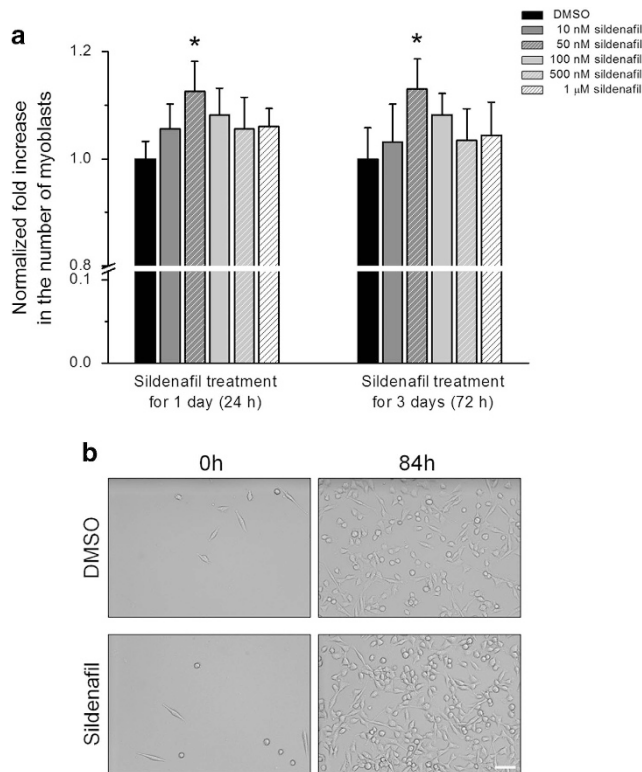 a
DMSO
10 nM sildenafil
50 nM sildenafil
100 nM sildenafil
500 nM sildenafil
1 μM sildenafil
Normalized fold increase
in the number of myoblasts
1.2
1.0
0.8
0.1
0.0
*
*
Sildenafil treatment
for 1 day (24 h)
Sildenafil treatment
for 3 days (72 h)
b
0h
84h
DMSO
Sildenafil